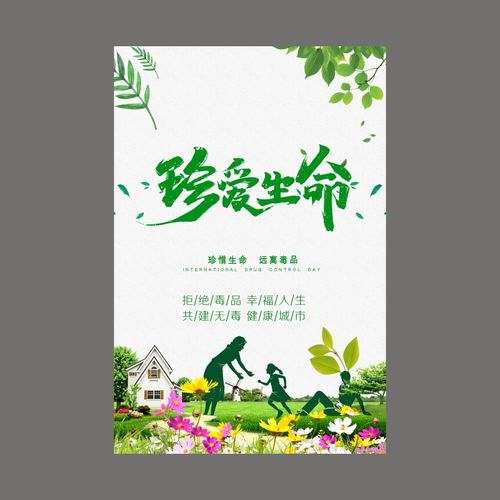 珍爱生命
珍惜生命 远离毒品
INTERNATIONAL DRUG CONTROL DAY
拒/绝/毒/品 幸/福/人/生
共/建/无/毒 健/康/城/市